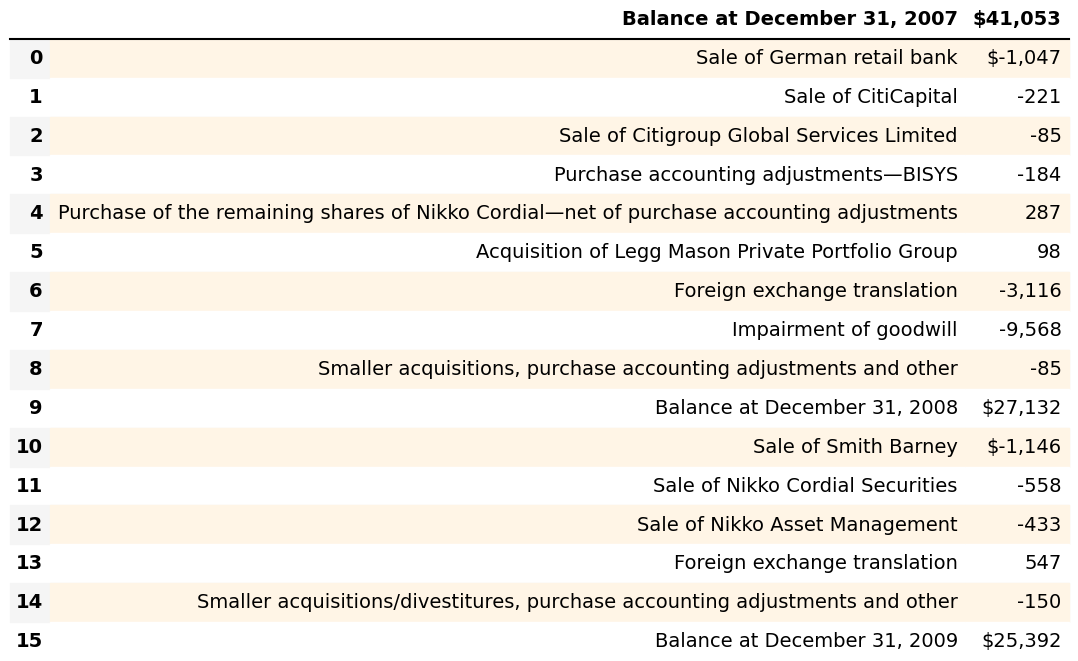 Balance at December 31, 2007 $41,053
0 Sale of German retail bank $-1,047
1 Sale of CitiCapital -221
2 Sale of Citigroup Global Services Limited -85
3 Purchase accounting adjustments—BISYS -184
4 Purchase of the remaining shares of Nikko Cordial—net of purchase accounting adjustments 287
5 Acquisition of Legg Mason Private Portfolio Group 98
6 Foreign exchange translation -3,116
7 Impairment of goodwill -9,568
8 Smaller acquisitions, purchase accounting adjustments and other -85
9 Balance at December 31, 2008 $27,132
10 Sale of Smith Barney $-1,146
11 Sale of Nikko Cordial Securities -558
12 Sale of Nikko Asset Management -433
13 Foreign exchange translation 547
14 Smaller acquisitions/divestitures, purchase accounting adjustments and other -150
15 Balance at December 31, 2009 $25,392